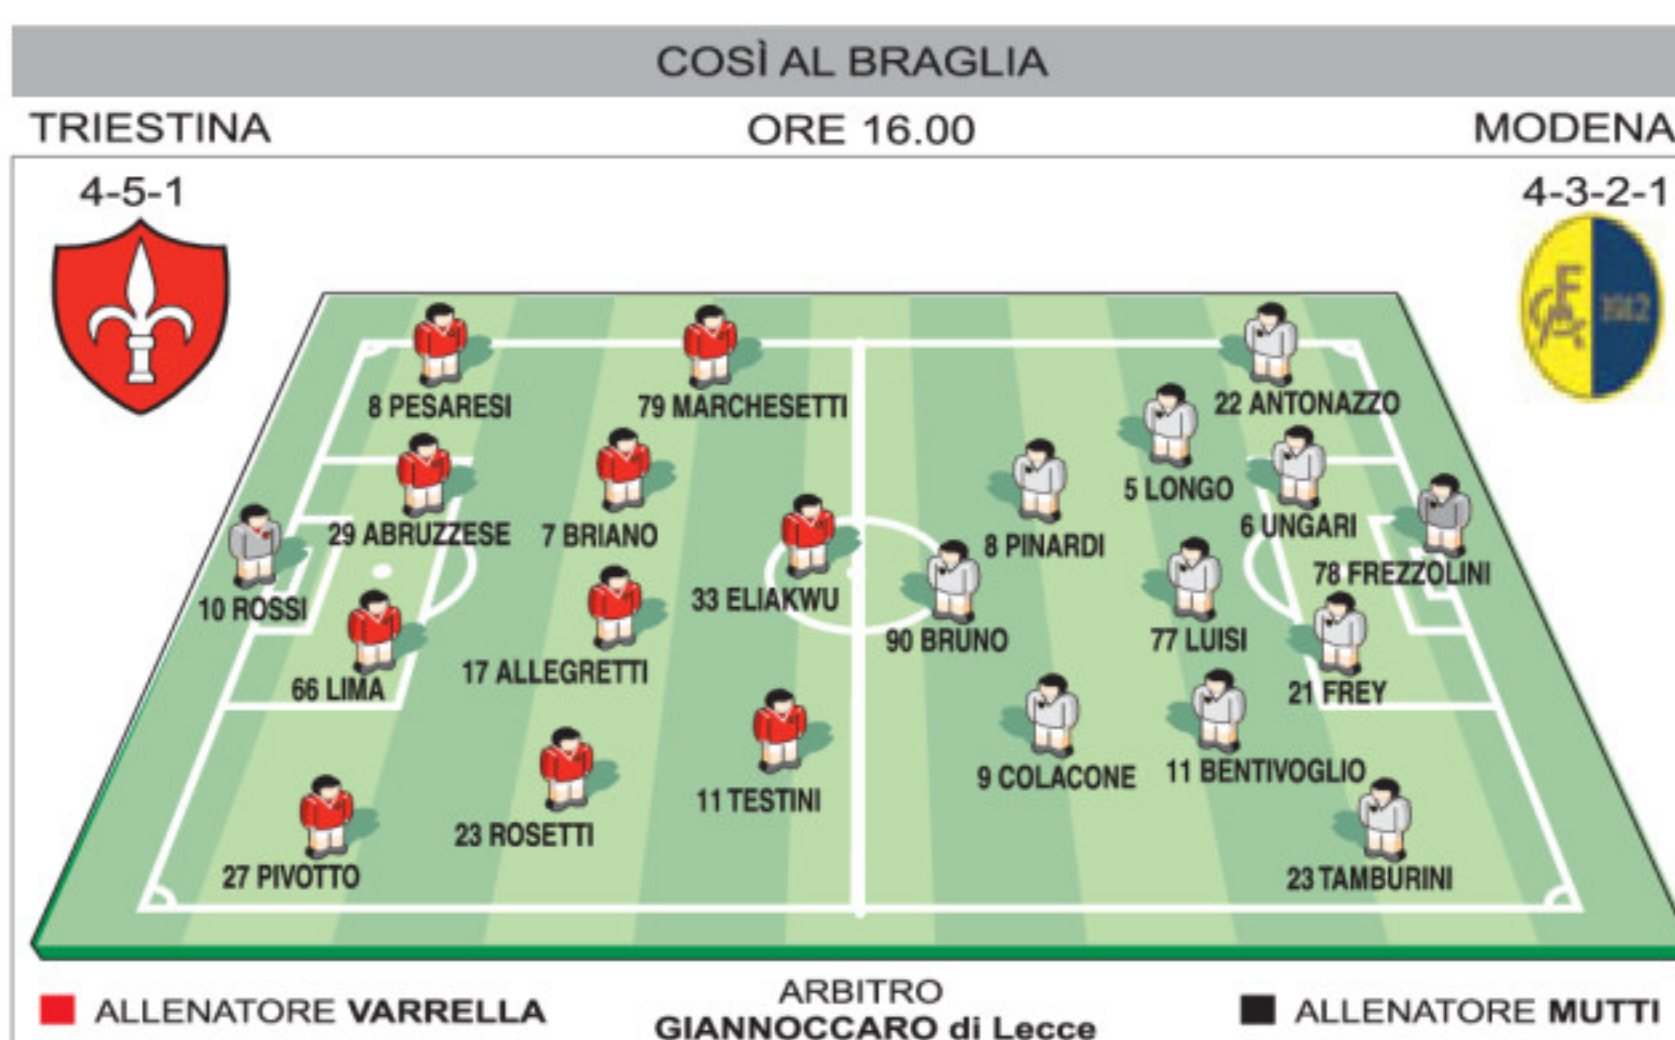 COSÌ AL BRAGLIA
TRIESTINA
ORE 16.00
MODENA
4-5-1
4-3-2-1
1912
8 PESARESI
79 MARCHESETTI
22 ANTONAZZO
5 LONGO
29 ABRUZZESE
7 BRIANO
8 PINARDI
6 UNGARI
78 FREZZOLINI
10 ROSSI
33 ELIAKWU
90 BRUNO
77 LUISI
66 LIMA
17 ALLEGRETTI
21 FREY
11 TESTINI
9 COLACONE
11 BENTIVOGLIO
23 ROSETTI
27 PIVOTTO
23 TAMBURINI
ALLENATORE VARRELLA
ARBITRO
GIANNOCCARO di Lecce
ALLENATORE MUTTI